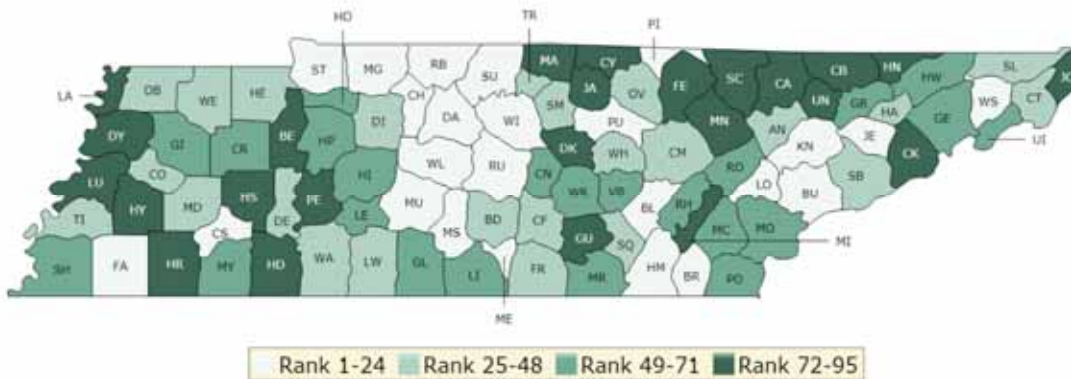 HO TR PI
ST MG RB SU MA CY FE SC CA CB HN JO
LA OB WE HE CH JA OV UN HW SL
DI SM GR HA WS CT
DY GI CR BE HP DA WI PU MN AN JE GE
DK KN CK UI
CO WL RU WH CM RO
LU HY MD HS DE PE HI CN WR VB LO BU SB
TI CS LE MU MS BD CF BL RH MC MO
SH FA HR MY HD WA LW GL LI FR GU SQ MR HM BR PO MI
ME
Rank 1-24 Rank 25-48 Rank 49-71 Rank 72-95